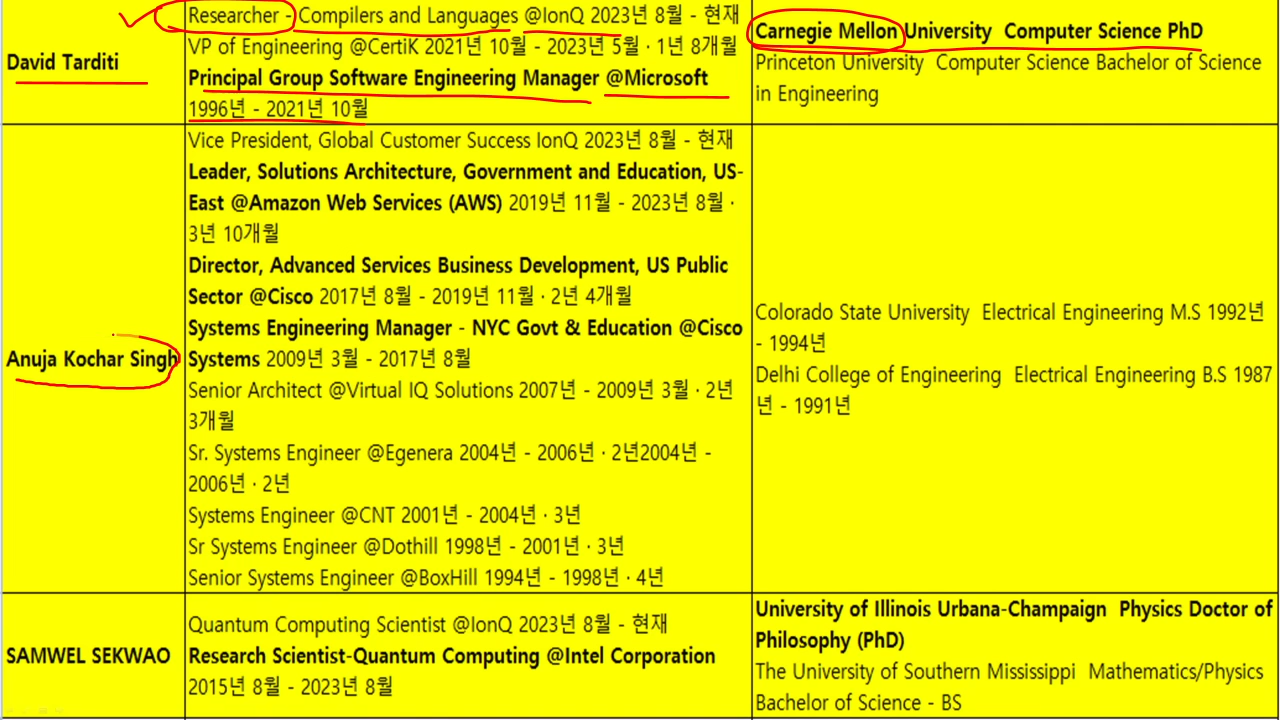 David Tarditi
Researcher - Compilers and Languages @IonQ 2023년 8월 - 현재
VP of Engineering @CertiK 2021년 10월 - 2023년 5월 · 1년 8개월
Principal Group Software Engineering Manager @Microsoft
1996년 - 2021년 10월
Carnegie Mellon University Computer Science PhD
Princeton University Computer Science Bachelor of Science
in Engineering
Anuja Kochar Singh
Vice President, Global Customer Success IonQ 2023년 8월 - 현재
Leader, Solutions Architecture, Government and Education, US-
East @Amazon Web Services (AWS) 2019년 11월 - 2023년 8월 ·
3년 10개월
Director, Advanced Services Business Development, US Public
Sector @Cisco 2017년 8월 - 2019년 11월 · 2년 4개월
Systems Engineering Manager - NYC Govt & Education @Cisco
Systems 2009년 3월 - 2017년 8월
Senior Architect @Virtual IQ Solutions 2007년 - 2009년 3월 · 2년
3개월
Sr. Systems Engineer @Egenera 2004년 - 2006년 · 2년2004년 -
2006년 · 2년
Systems Engineer @CNT 2001년 - 2004년 · 3년
Sr Systems Engineer @Dothill 1998년 - 2001년 · 3년
Senior Systems Engineer @BoxHill 1994년 - 1998년 · 4년
Colorado State University Electrical Engineering M.S 1992년
- 1994년
Delhi College of Engineering Electrical Engineering B.S 1987
년 - 1991년
SAMWEL SEKWAO
Quantum Computing Scientist @IonQ 2023년 8월 - 현재
Research Scientist-Quantum Computing @Intel Corporation
2015년 8월 - 2023년 8월
University of Illinois Urbana-Champaign Physics Doctor of
Philosophy (PhD)
The University of Southern Mississippi Mathematics/Physics
Bachelor of Science - BS